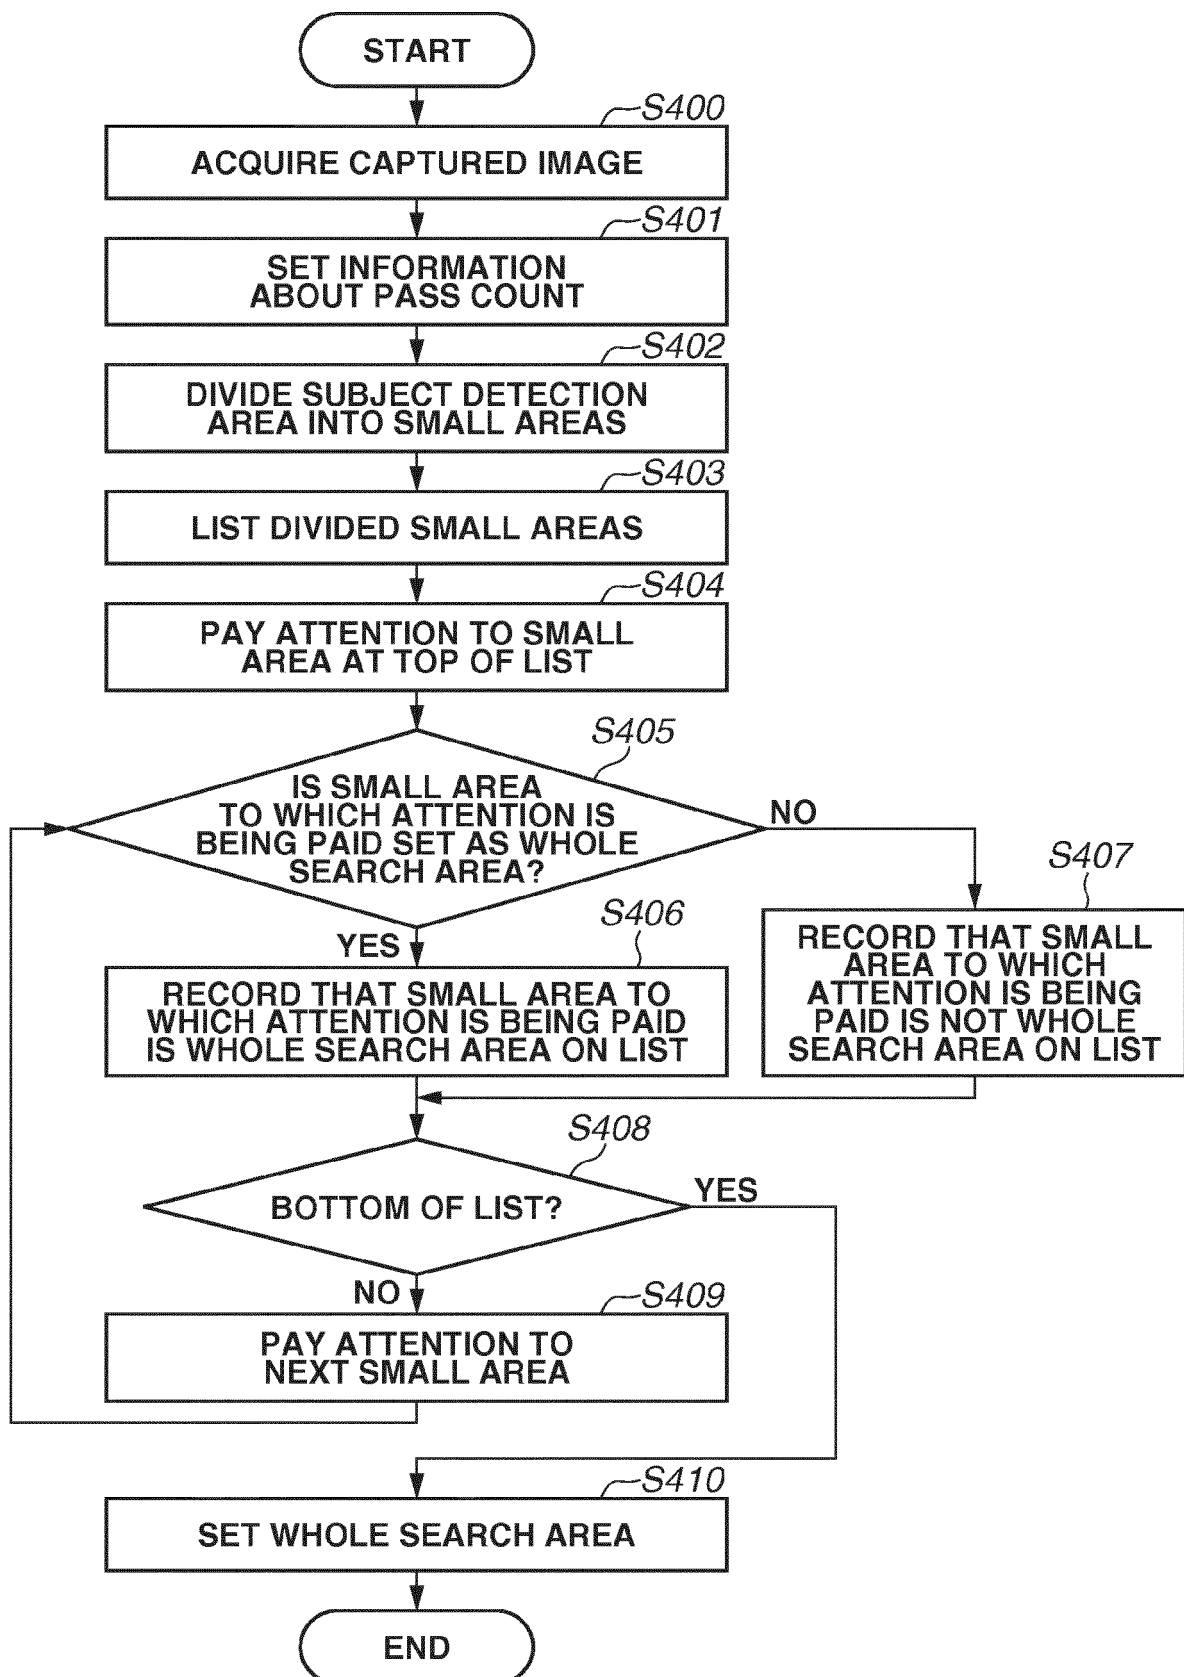 START
S400
ACQUIRE CAPTURED IMAGE
S401
SET INFORMATION
ABOUT PASS COUNT
S402
DIVIDE SUBJECT DETECTION
AREA INTO SMALL AREAS
S403
LIST DIVIDED SMALL AREAS
S404
PAY ATTENTION TO SMALL
AREA AT TOP OF LIST
S405
IS SMALL AREA
TO WHICH ATTENTION IS
BEING PAID SET AS WHOLE
SEARCH AREA?
NO
YES
S406
RECORD THAT SMALL AREA TO
WHICH ATTENTION IS BEING PAID
IS WHOLE SEARCH AREA ON LIST
S407
RECORD THAT SMALL
AREA TO WHICH
ATTENTION IS BEING
PAID IS NOT WHOLE
SEARCH AREA ON LIST
S408
BOTTOM OF LIST?
YES
NO
S409
PAY ATTENTION TO
NEXT SMALL AREA
S410
SET WHOLE SEARCH AREA
END